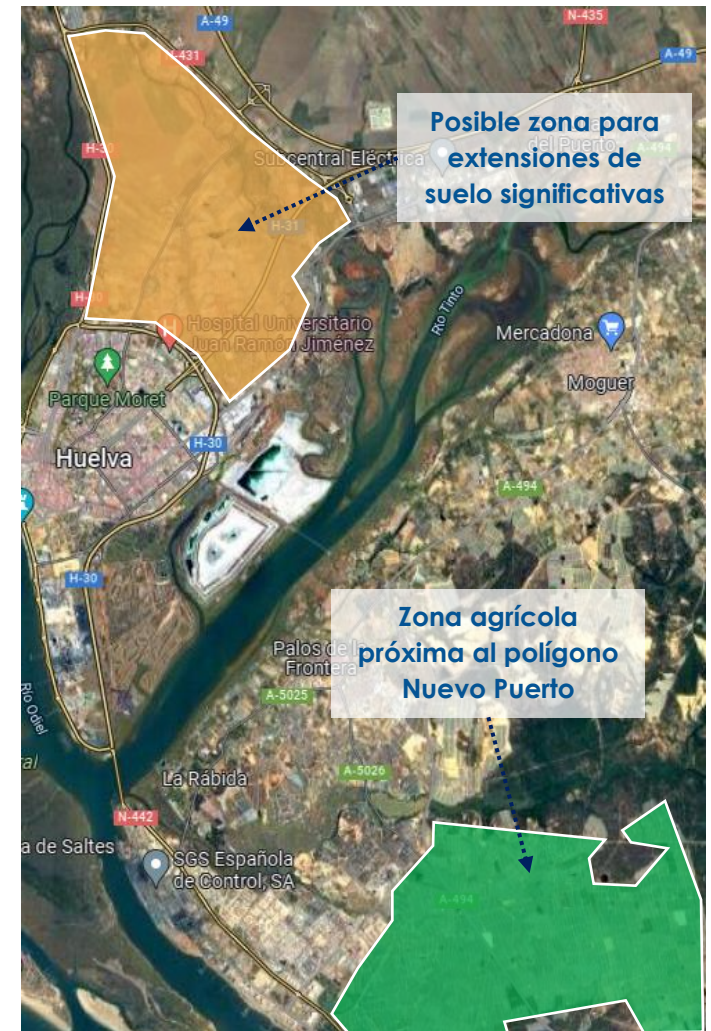 A-49
N-435
N-431
A-49
Posible zona para
extensiones de
suelo significativas
del Puerto
A-494
H-30
Subcentral Eléctrica
H-31
Río Tinto
Hospital Universitario
Juan Ramón Jiménez
Mercadona
Moguer
Parque Moret
Huelva
H-30
A-494
H-30
Zona agrícola
próxima al polígono
Nuevo Puerto
Palos de la
Frontera
A-5025
Río Odiel
A-5026
La Rábida
N-442
a de Saltes
SGS Española
de Control, SA
A-494